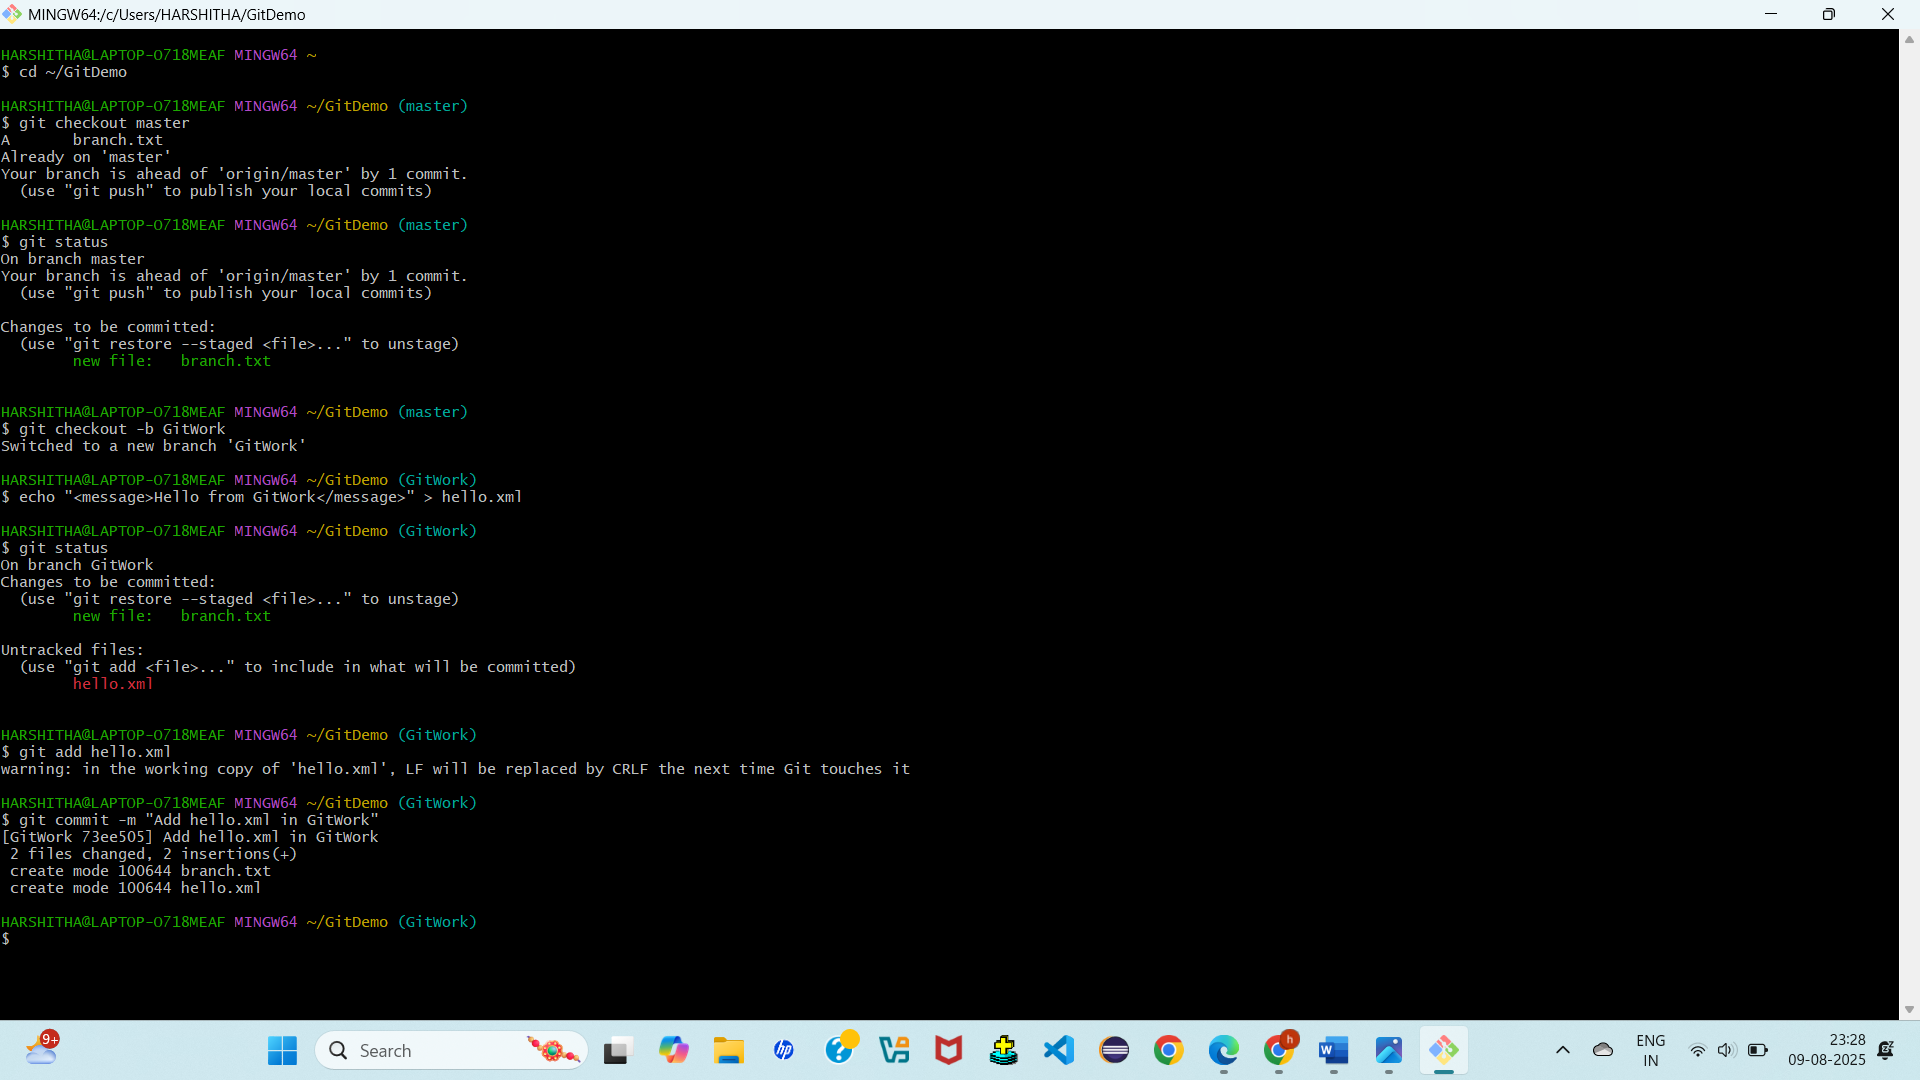 MINGW64:/c/Users/HARSHITHA/GitDemo
HARSHITHA@LAPTOP-O718MEAF MINGW64 ~
$ cd ~/GitDemo
HARSHITHA@LAPTOP-O718MEAF MINGW64 ~/GitDemo (master)
$ git checkout master
A       branch.txt
Already on 'master'
Your branch is ahead of 'origin/master' by 1 commit.
  (use "git push" to publish your local commits)
HARSHITHA@LAPTOP-O718MEAF MINGW64 ~/GitDemo (master)
$ git status
On branch master
Your branch is ahead of 'origin/master' by 1 commit.
  (use "git push" to publish your local commits)
Changes to be committed:
  (use "git restore --staged <file>..." to unstage)
        new file:   branch.txt
HARSHITHA@LAPTOP-O718MEAF MINGW64 ~/GitDemo (master)
$ git checkout -b GitWork
Switched to a new branch 'GitWork'
HARSHITHA@LAPTOP-O718MEAF MINGW64 ~/GitDemo (GitWork)
$ echo "<message>Hello from GitWork</message>" > hello.xml
HARSHITHA@LAPTOP-O718MEAF MINGW64 ~/GitDemo (GitWork)
$ git status
On branch GitWork
Changes to be committed:
  (use "git restore --staged <file>..." to unstage)
        new file:   branch.txt
Untracked files:
  (use "git add <file>..." to include in what will be committed)
        hello.xml
HARSHITHA@LAPTOP-O718MEAF MINGW64 ~/GitDemo (GitWork)
$ git add hello.xml
warning: in the working copy of 'hello.xml', LF will be replaced by CRLF the next time Git touches it
HARSHITHA@LAPTOP-O718MEAF MINGW64 ~/GitDemo (GitWork)
$ git commit -m "Add hello.xml in GitWork"
[GitWork 73ee505] Add hello.xml in GitWork
 2 files changed, 2 insertions(+)
 create mode 100644 branch.txt
 create mode 100644 hello.xml
HARSHITHA@LAPTOP-O718MEAF MINGW64 ~/GitDemo (GitWork)
$
9+
Search
hp
h
W
ENG
IN
23:28
09-08-2025